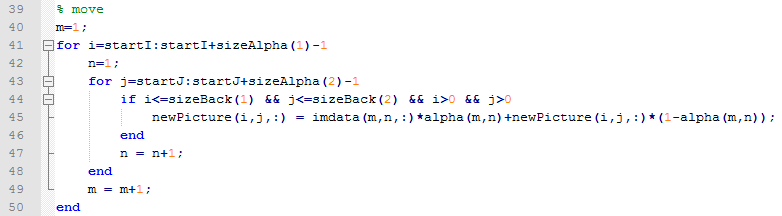 39 % move
40 m=1;
41 for i=startI:startI+sizeAlpha(1)-1
42 n=1;
43 for j=startJ:startJ+sizeAlpha(2)-1
44 if i<=sizeBack(1) && j<=sizeBack(2) && i>0 && j>0
45 newPicture(i,j,:) = imdata(m,n,:)*alpha(m,n)+newPicture(i,j,:)*(1-alpha(m,n));
46 end
47 n = n+1;
48 end
49 m = m+1;
50 end